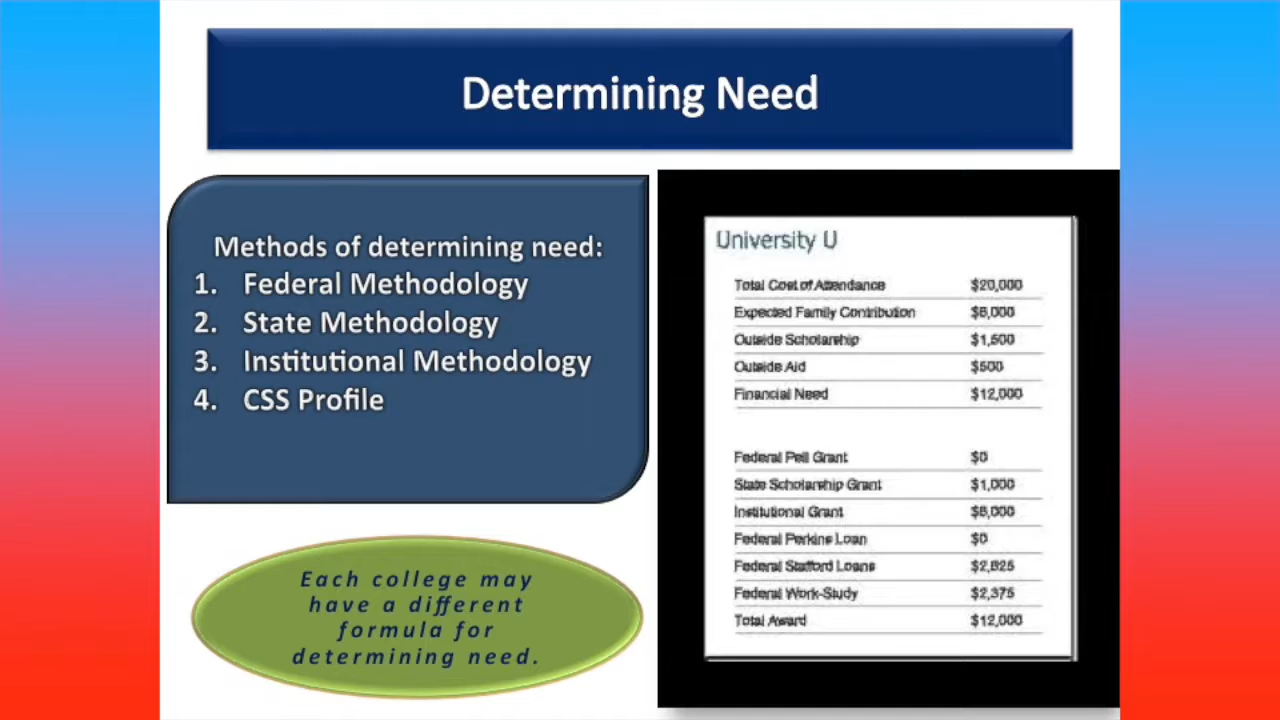 Determining Need
Methods of determining need:
1. Federal Methodology
2. State Methodology
3. Institutional Methodology
4. CSS Profile
Each college may
have a different
formula for
determining need.
University U
Total Cost of Attendance $20,000
Expected Family Contribution $6,000
Outside Scholarship $1,500
Outside Aid $500
Financial Need $12,000
Federal Pell Grant $0
State Scholarship Grant $1,000
Institutional Grant $6,000
Federal Perkins Loan $0
Federal Stafford Loans $2,625
Federal Work-Study $2,375
Total Award $12,000